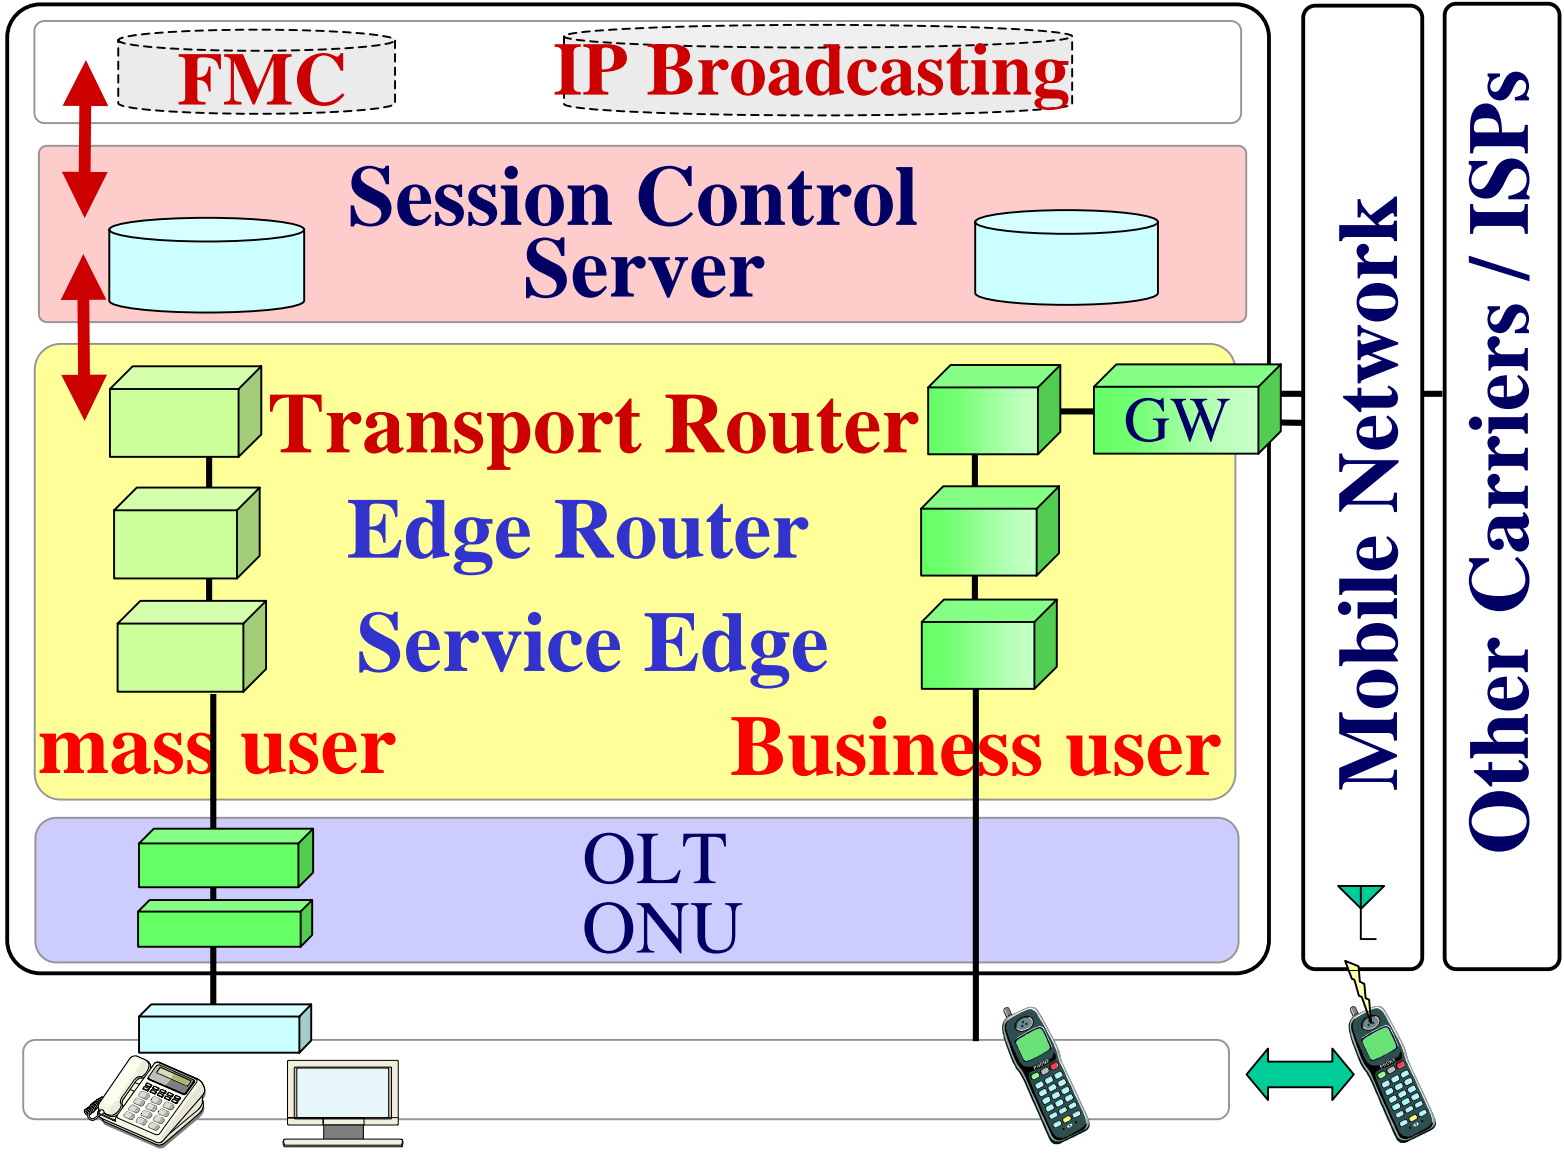 FMC
IP Broadcasting
Session Control
Server
Transport Router
GW
Edge Router
Service Edge
mass user
Business user
OLT
ONU
Mobile Network
Other Carriers / ISPs